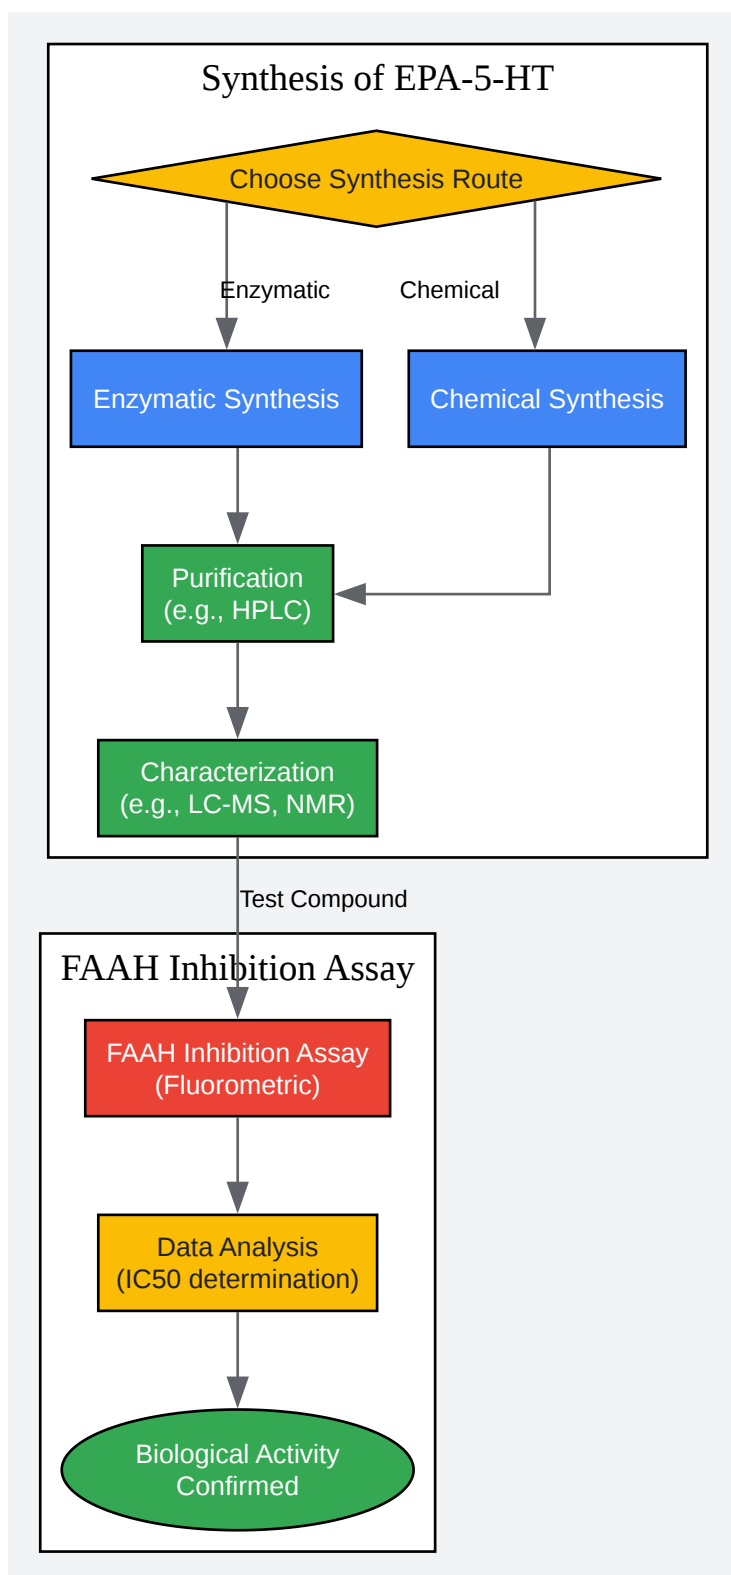 Synthesis of EPA-5-HT
Choose Synthesis Route
Enzymatic
Chemical
Enzymatic Synthesis
Chemical Synthesis
Purification
(e.g., HPLC)
Characterization
(e.g., LC-MS, NMR)
Test Compound
FAAH Inhibition Assay
FAAH Inhibition Assay
(Fluorometric)
Data Analysis
(IC50 determination)
Biological Activity
Confirmed